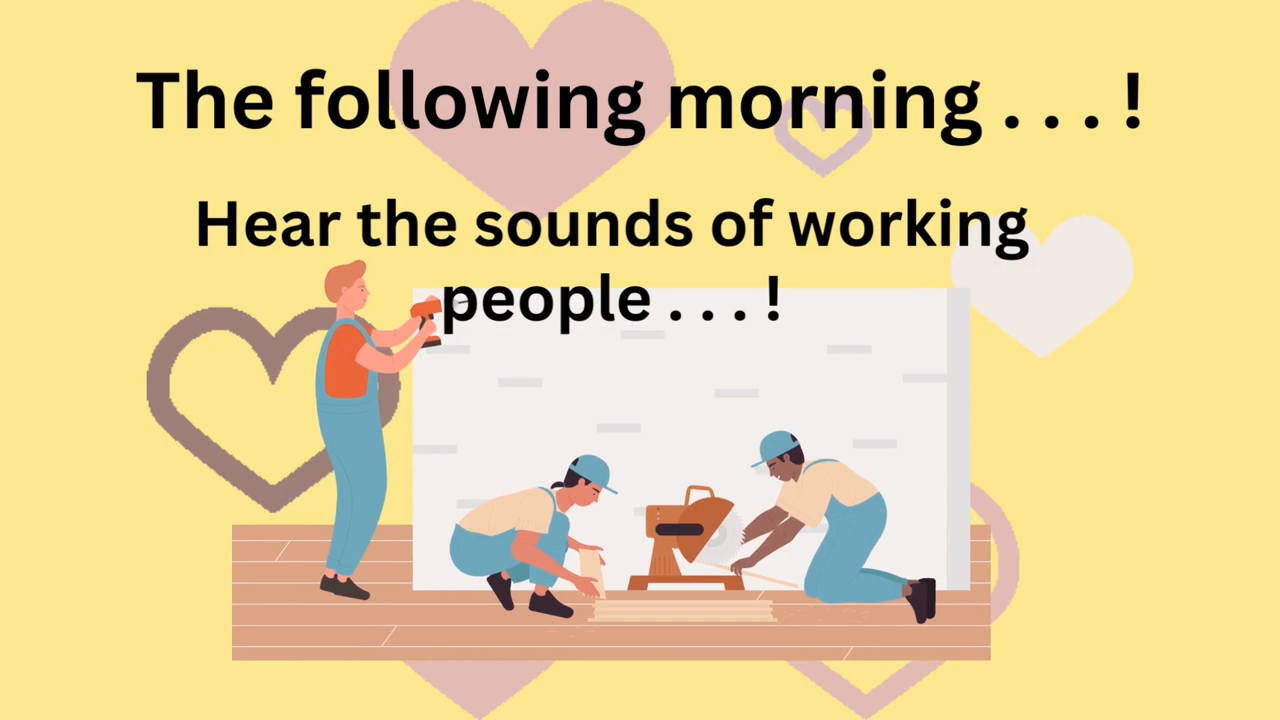 The following morning . . . !
Hear the sounds of working
people . . . !